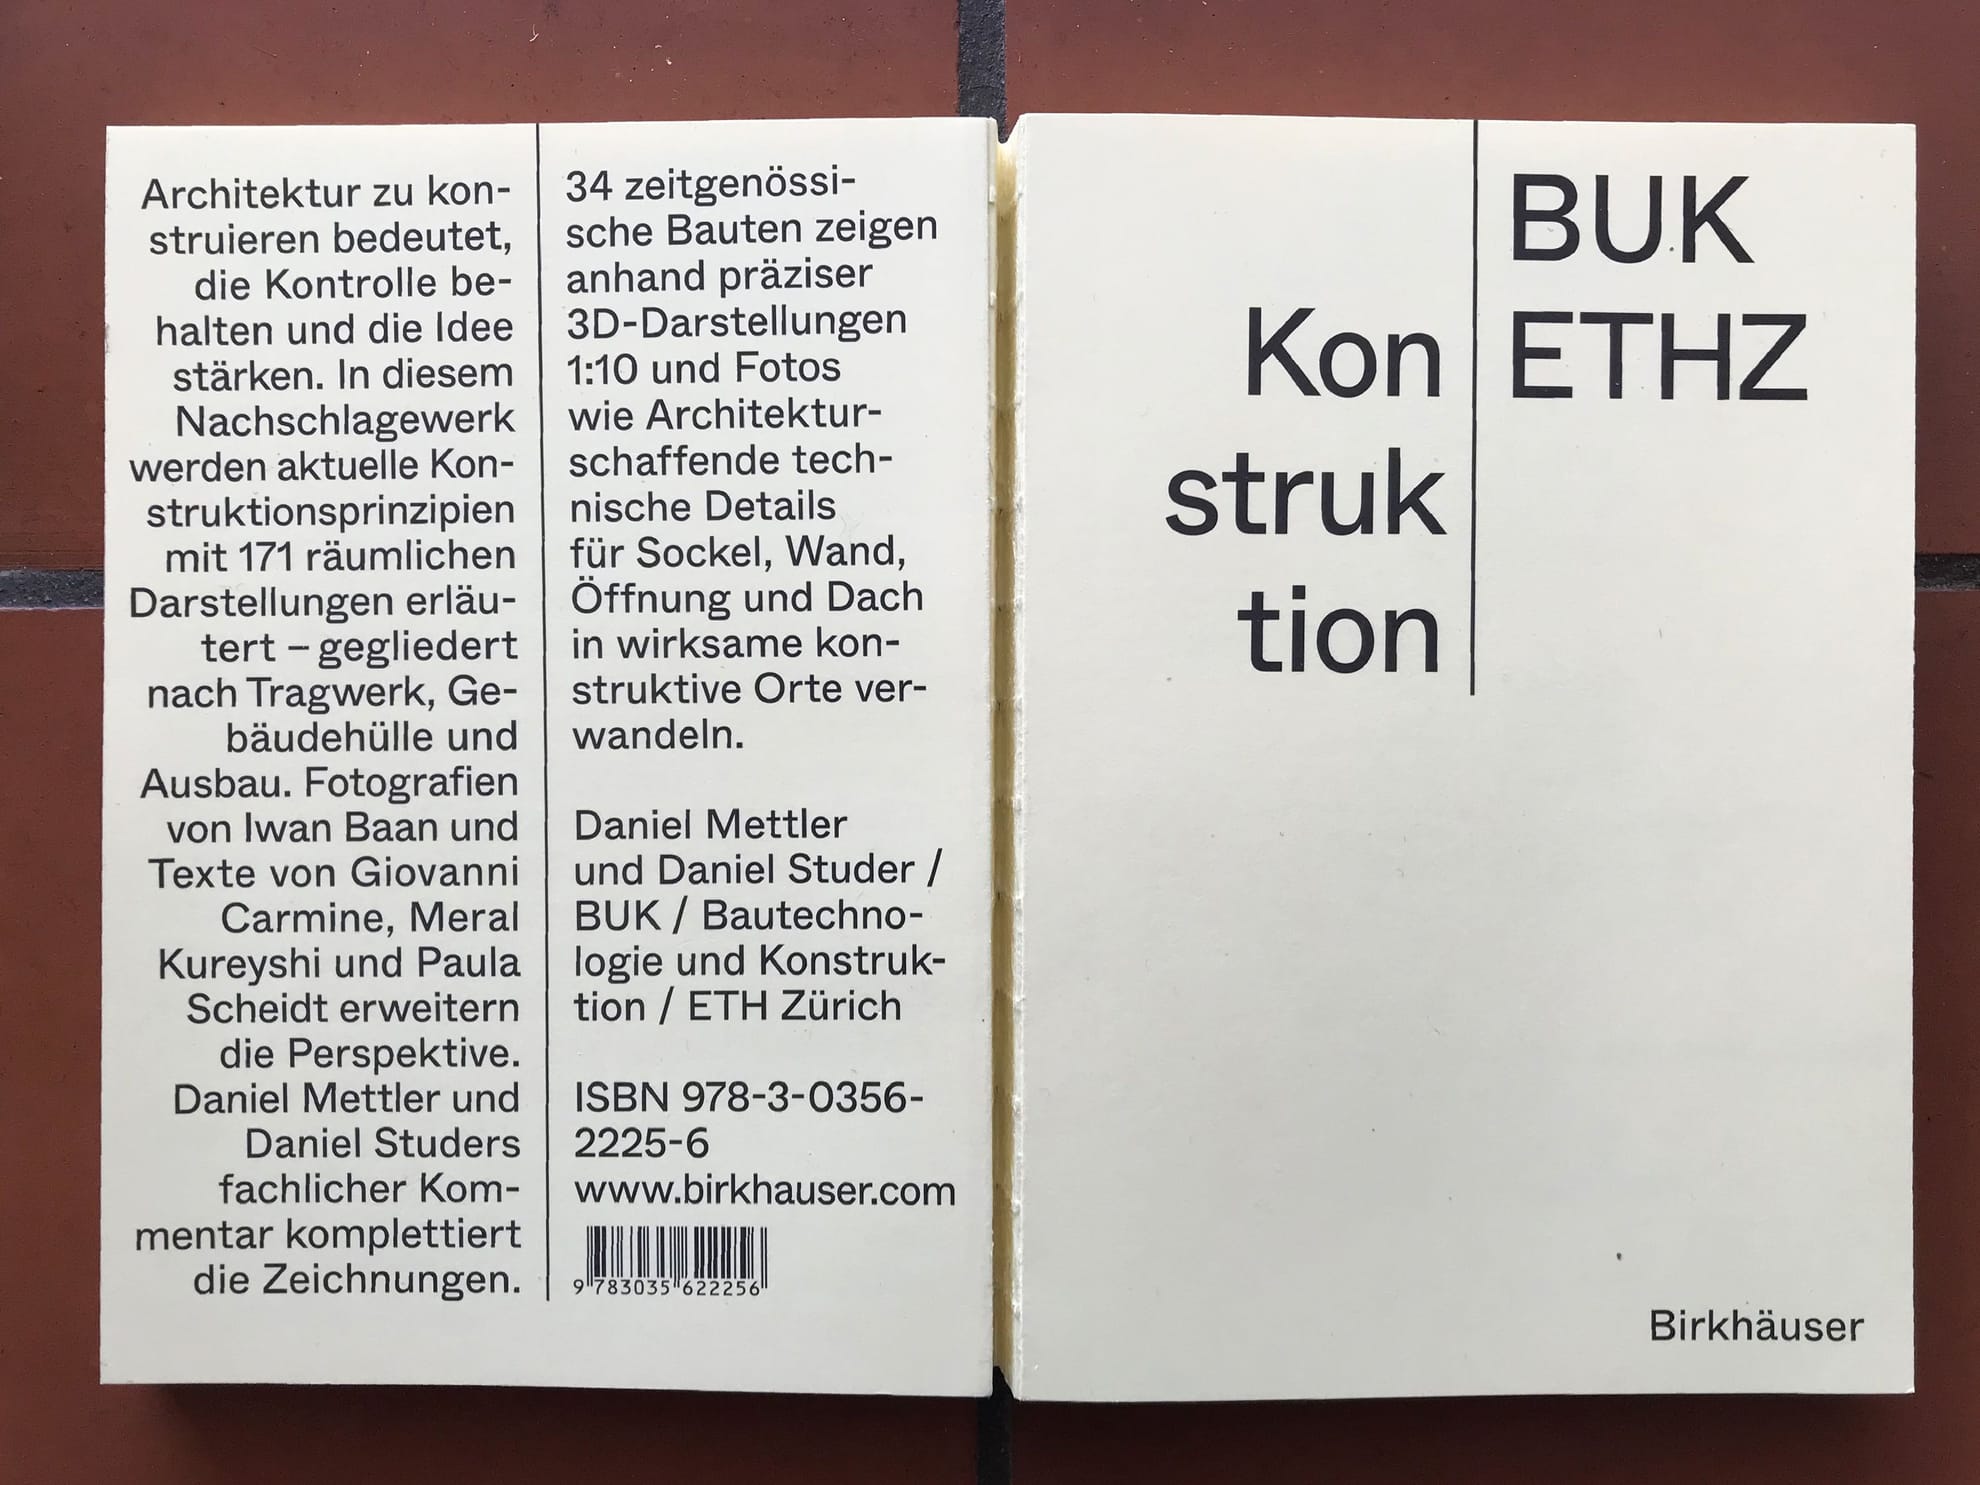 Architektur zu kon-
struieren bedeutet,
die Kontrolle be-
halten und die Idee
stärken. In diesem
Nachschlagewerk
werden aktuelle Kon-
struktionsprinzipien
mit 171 räumlichen
Darstellungen erläu-
tert – gegliedert
nach Tragwerk, Ge-
bäudehülle und
Ausbau. Fotografien
von Iwan Baan und
Texte von Giovanni
Carmine, Meral
Kureyshi und Paula
Scheidt erweitern
die Perspektive.
Daniel Mettler und
Daniel Studers
fachlicher Kom-
mentar komplettiert
die Zeichnungen.
34 zeitgenössi-
sche Bauten zeigen
anhand präziser
3D-Darstellungen
1:10 und Fotos
wie Architektur-
schaffende tech-
nische Details
für Sockel, Wand,
Öffnung und Dach
in wirksame kon-
struktive Orte ver-
wandeln.
Daniel Mettler
und Daniel Studer /
BUK / Bautechno-
logie und Konstruk-
tion / ETH Zürich
ISBN 978-3-0356-
2225-6
www.birkhauser.com
9 783035 622256
Kon
struk
tion
BUK
ETHZ
Birkhäuser